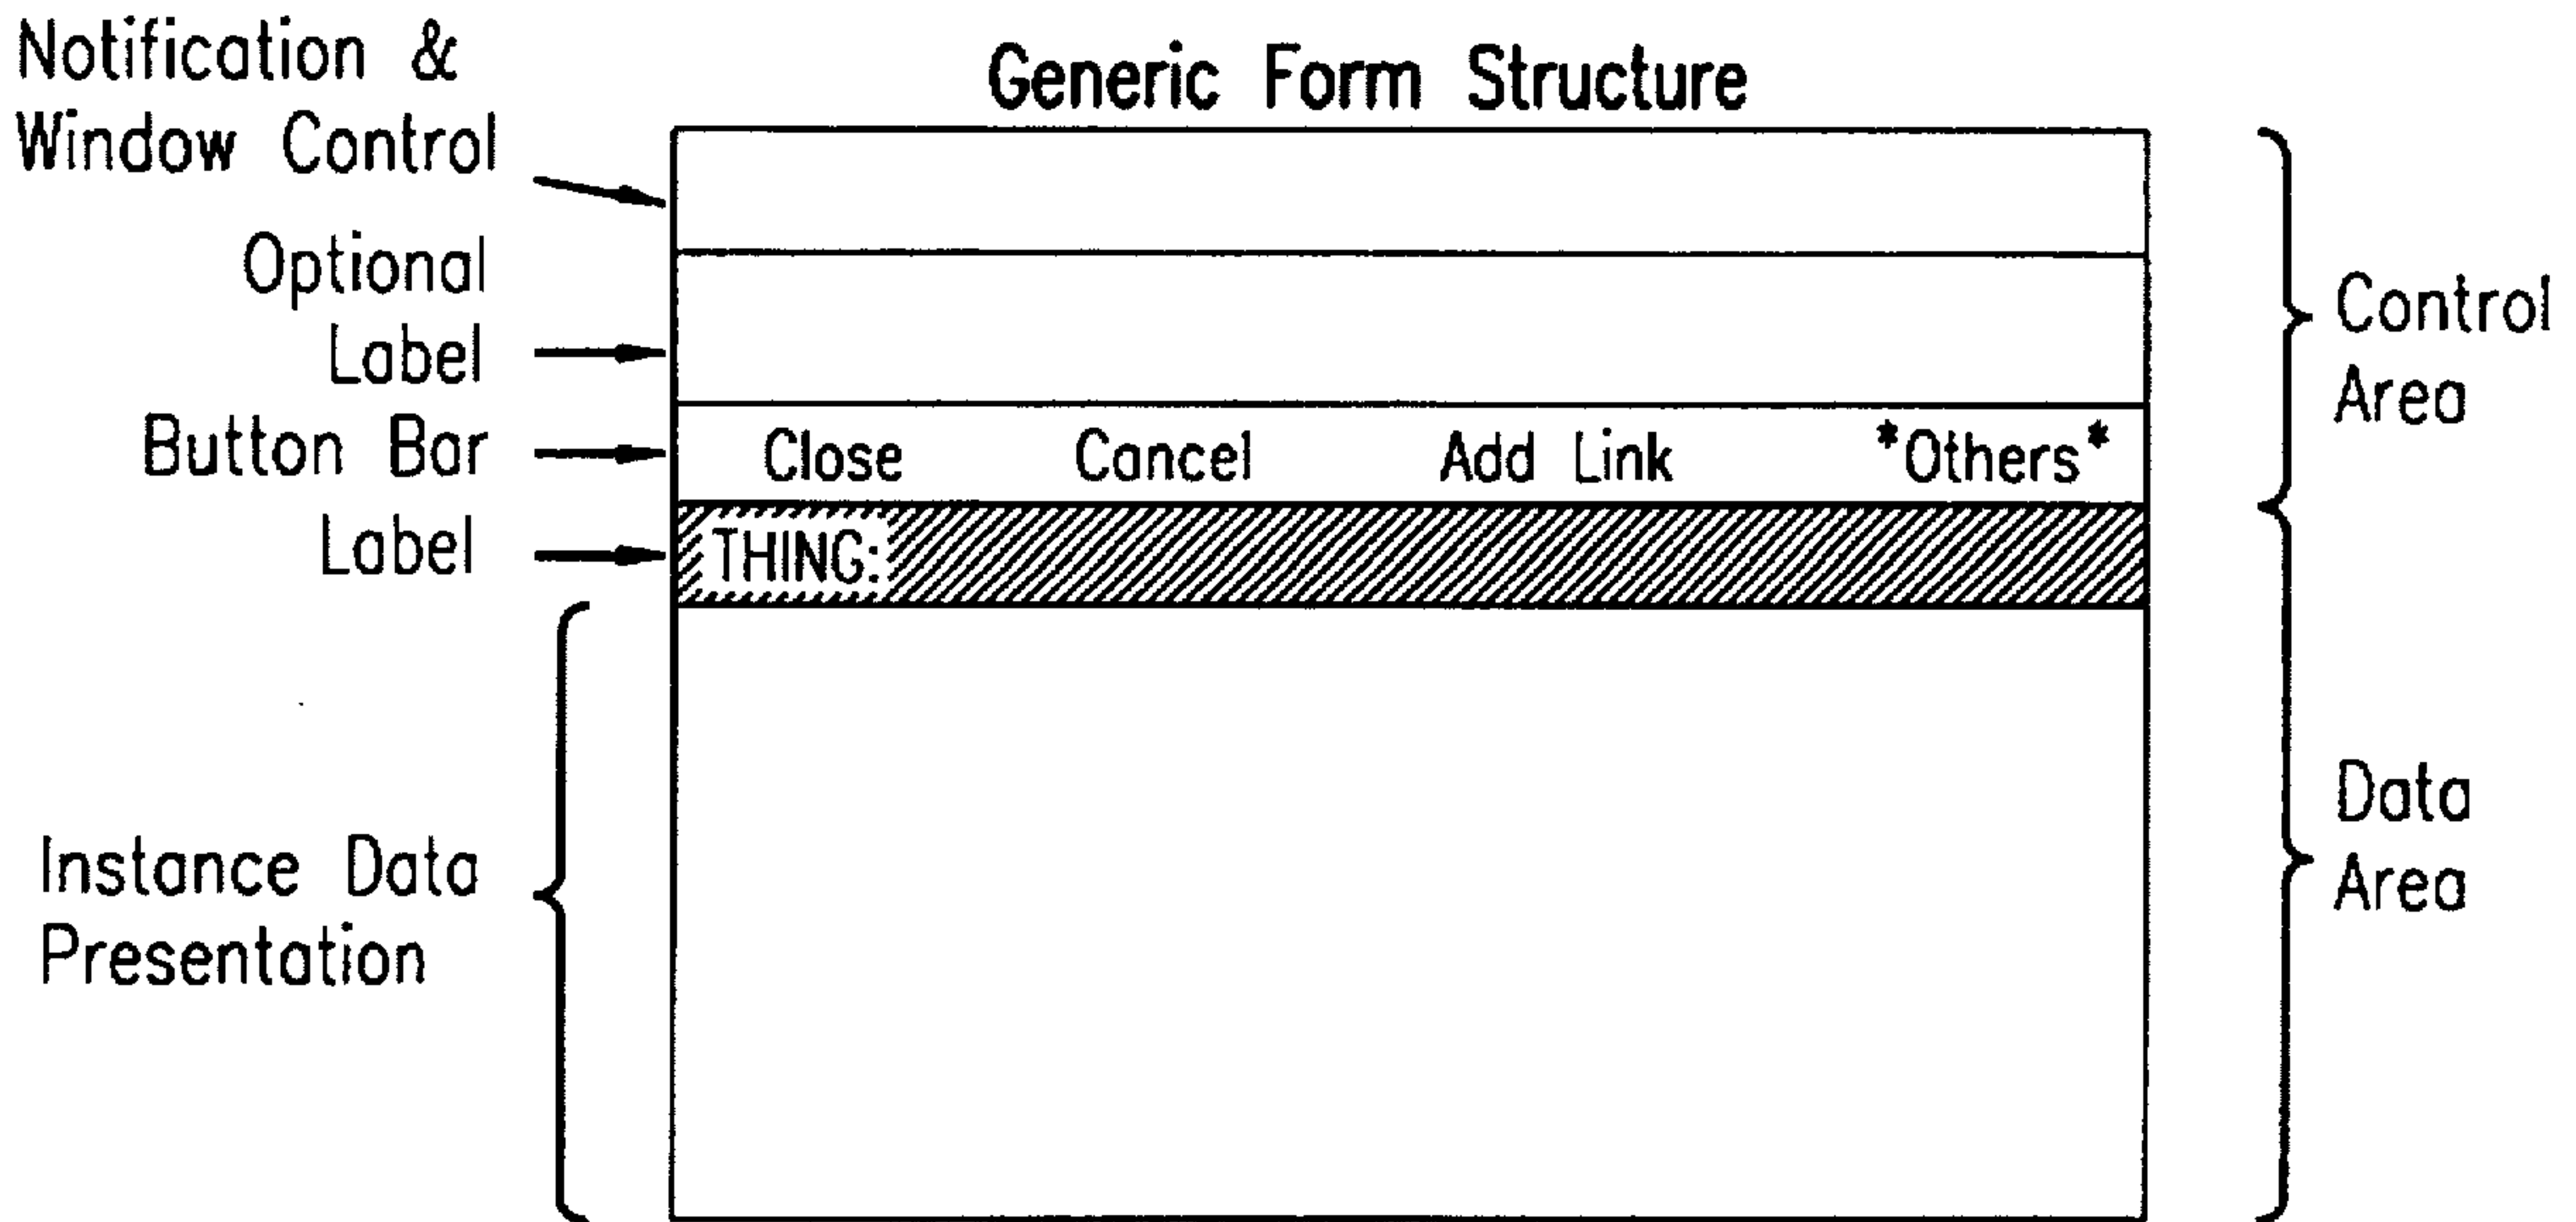 Notification &
Window Control
Generic Form Structure
Optional
Label
Control
Area
Button Bar
Close Cancel Add Link *Others*
Label
THING:
Instance Data
Presentation
Data
Area